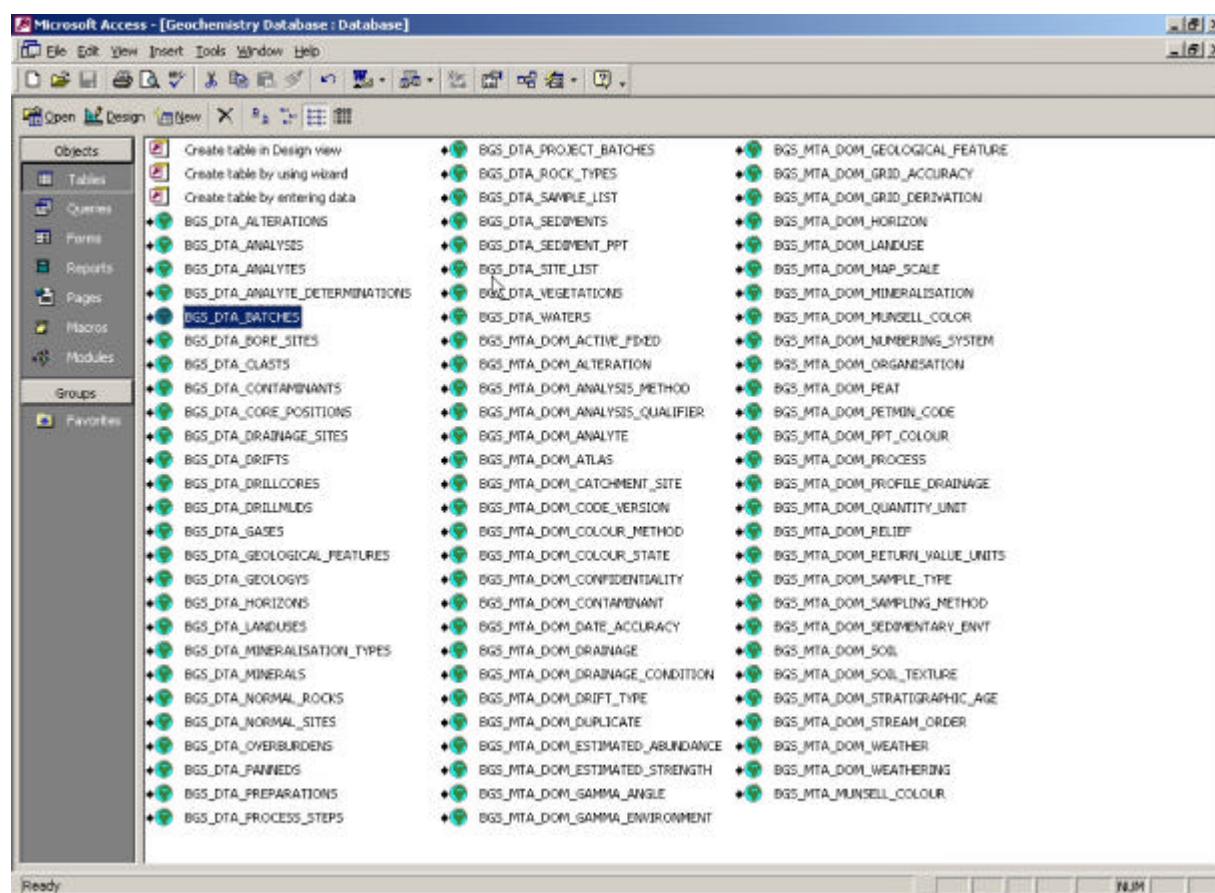 Microsoft Access - [Geochemistry Database : Database]
File Edit View Insert Tools Window Help
Open Design New
Objects
Tables
Queries
Forms
Reports
Pages
Macros
Modules
Groups
Favorites
Create table in Design view
Create table by using wizard
Create table by entering data
BGS_DTA_ALTERATIONS
BGS_DTA_ANALYSIS
BGS_DTA_ANALYTES
BGS_DTA_ANALYTE_DETERMINATIONS
BGS_DTA_BATCHES
BGS_DTA_BORE_SITES
BGS_DTA_CLASTS
BGS_DTA_CONTAMINANTS
BGS_DTA_CORE_POSITIONS
BGS_DTA_DRAINAGE_SITES
BGS_DTA_DRIFTS
BGS_DTA_DRILLCORES
BGS_DTA_DRILLMUDS
BGS_DTA_GASES
BGS_DTA_GEOLOGICAL_FEATURES
BGS_DTA_GEOLOGYS
BGS_DTA_HORIZONS
BGS_DTA_LANDUSES
BGS_DTA_MINERALISATION_TYPES
BGS_DTA_MINERALS
BGS_DTA_NORMAL_ROCKS
BGS_DTA_NORMAL_SITES
BGS_DTA_OVERBURDENS
BGS_DTA_PANNEDS
BGS_DTA_PREPARATIONS
BGS_DTA_PROCESS_STEPS
BGS_DTA_PROJECT_BATCHES
BGS_DTA_ROCK_TYPES
BGS_DTA_SAMPLE_LIST
BGS_DTA_SEDIMENTS
BGS_DTA_SEDIMENT_PPT
BGS_DTA_SITE_LIST
BGS_DTA_VEGETATIONS
BGS_DTA_WATERS
BGS_MTA_DOM_ACTIVE_FIXED
BGS_MTA_DOM_ALTERATION
BGS_MTA_DOM_ANALYSIS_METHOD
BGS_MTA_DOM_ANALYSIS_QUALIFIER
BGS_MTA_DOM_ANALYTE
BGS_MTA_DOM_ATLAS
BGS_MTA_DOM_CATCHMENT_SITE
BGS_MTA_DOM_CODE_VERSION
BGS_MTA_DOM_COLOUR_METHOD
BGS_MTA_DOM_COLOUR_STATE
BGS_MTA_DOM_CONFIDENTIALITY
BGS_MTA_DOM_CONTAMINANT
BGS_MTA_DOM_DATE_ACCURACY
BGS_MTA_DOM_DRAINAGE
BGS_MTA_DOM_DRAINAGE_CONDITION
BGS_MTA_DOM_DRIFT_TYPE
BGS_MTA_DOM_DUPLICATE
BGS_MTA_DOM_ESTIMATED_ABUNDANCE
BGS_MTA_DOM_ESTIMATED_STRENGTH
BGS_MTA_DOM_GAMMA_ANGLE
BGS_MTA_DOM_GAMMA_ENVIRONMENT
BGS_MTA_DOM_GEOLOGICAL_FEATURE
BGS_MTA_DOM_GRID_ACCURACY
BGS_MTA_DOM_GRID_DERIVATION
BGS_MTA_DOM_HORIZON
BGS_MTA_DOM_LANDUSE
BGS_MTA_DOM_MAP_SCALE
BGS_MTA_DOM_MINERALISATION
BGS_MTA_DOM_MUNSELL_COLOR
BGS_MTA_DOM_NUMBERING_SYSTEM
BGS_MTA_DOM_ORGANISATION
BGS_MTA_DOM_PEAT
BGS_MTA_DOM_PETMIN_CODE
BGS_MTA_DOM_PPT_COLOUR
BGS_MTA_DOM_PROCESS
BGS_MTA_DOM_PROFILE_DRAINAGE
BGS_MTA_DOM_QUANTITY_UNIT
BGS_MTA_DOM_RELIEF
BGS_MTA_DOM_RETURN_VALUE_UNITS
BGS_MTA_DOM_SAMPLE_TYPE
BGS_MTA_DOM_SAMPLING_METHOD
BGS_MTA_DOM_SEDIMENTARY_ENVT
BGS_MTA_DOM_SOIL
BGS_MTA_DOM_SOIL_TEXTURE
BGS_MTA_DOM_STRATIGRAPHIC_AGE
BGS_MTA_DOM_STREAM_ORDER
BGS_MTA_DOM_WEATHER
BGS_MTA_DOM_WEATHERING
BGS_MTA_MUNSELL_COLOUR
Ready
NUM